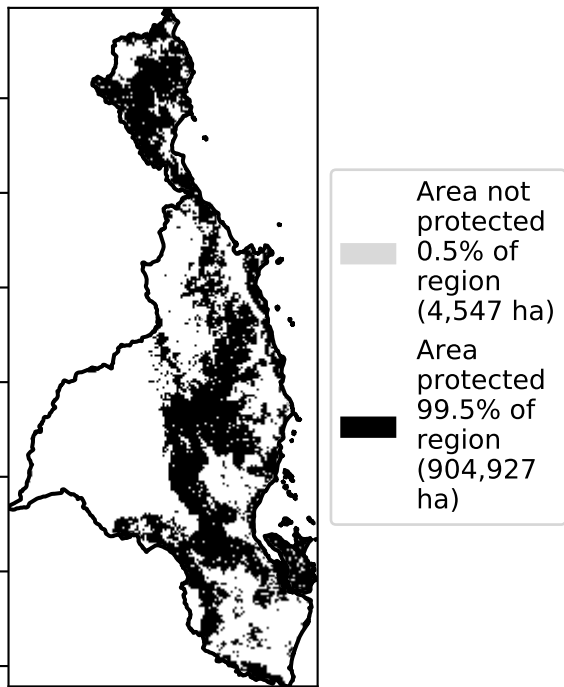 Area not
protected
0.5% of
region
(4,547 ha)
Area
protected
99.5% of
region
(904,927
ha)